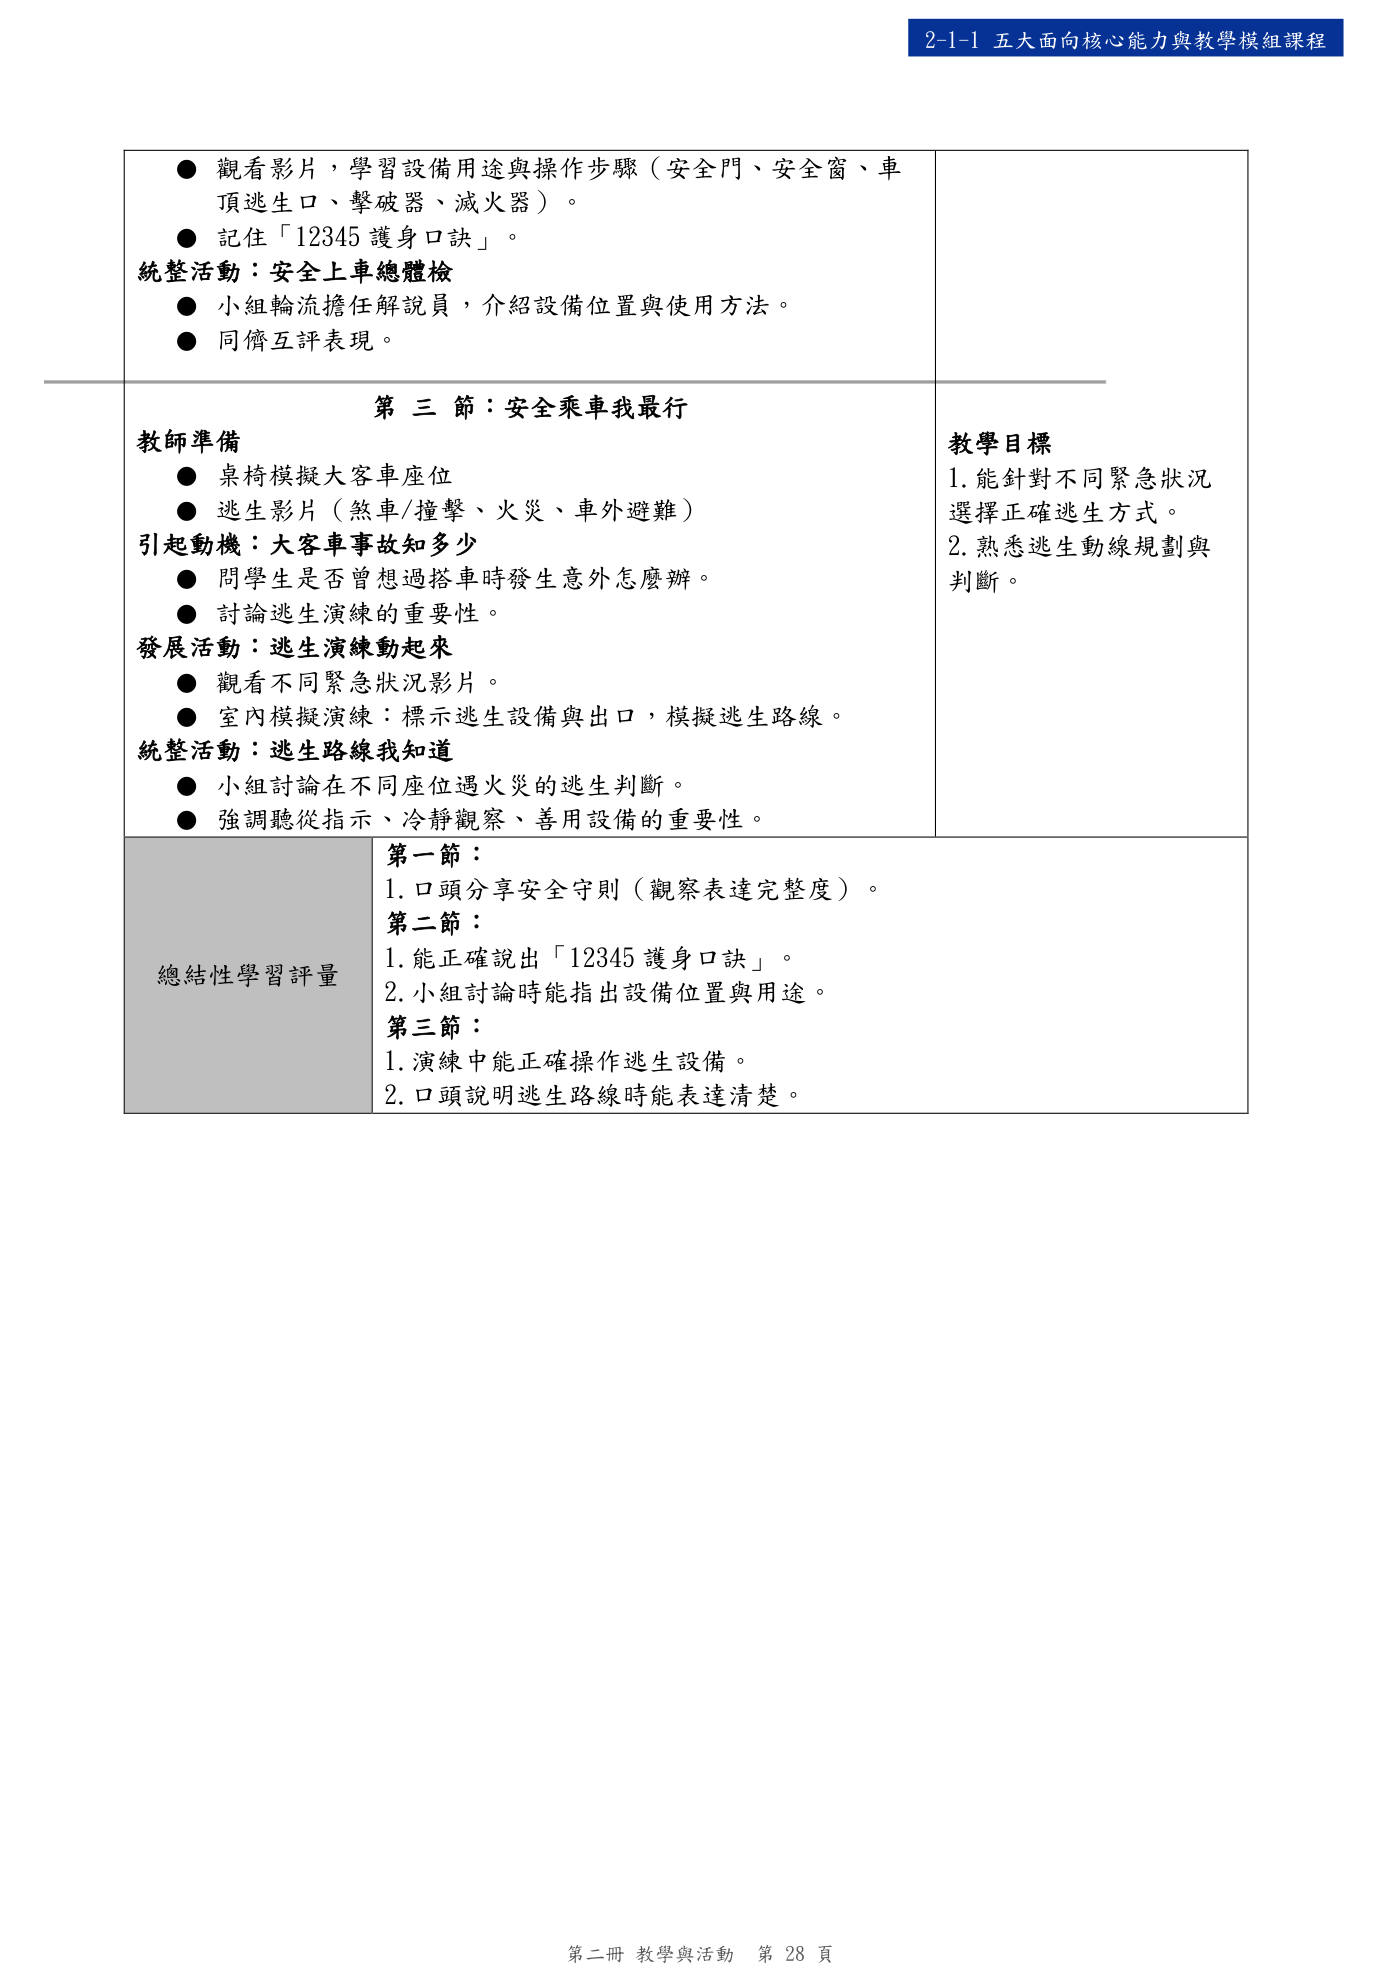 2-1-1 五大面向核心能力與教學模組課程
● 觀看影片，學習設備用途與操作步驟（安全門、安全窗、車
頂逃生口、擊破器、滅火器）。
● 記住「12345 護身口訣」。
統整活動：安全上車總體檢
● 小組輪流擔任解說員，介紹設備位置與使用方法。
● 同儕互評表現。
第 三 節：安全乘車我最行
教師準備
● 桌椅模擬大客車座位
● 逃生影片（煞車/撞擊、火災、車外避難）
引起動機：大客車事故知多少
● 問學生是否曾想過搭車時發生意外怎麼辦。
● 討論逃生演練的重要性。
發展活動：逃生演練動起來
● 觀看不同緊急狀況影片。
● 室內模擬演練：標示逃生設備與出口，模擬逃生路線。
統整活動：逃生路線我知道
● 小組討論在不同座位遇火災的逃生判斷。
● 強調聽從指示、冷靜觀察、善用設備的重要性。
教學目標
1.能針對不同緊急狀況
選擇正確逃生方式。
2.熟悉逃生動線規劃與
判斷。
總結性學習評量
第一節：
1.口頭分享安全守則（觀察表達完整度）。
第二節：
1.能正確說出「12345 護身口訣」。
2.小組討論時能指出設備位置與用途。
第三節：
1.演練中能正確操作逃生設備。
2.口頭說明逃生路線時能表達清楚。
第二冊 教學與活動 第 28 頁